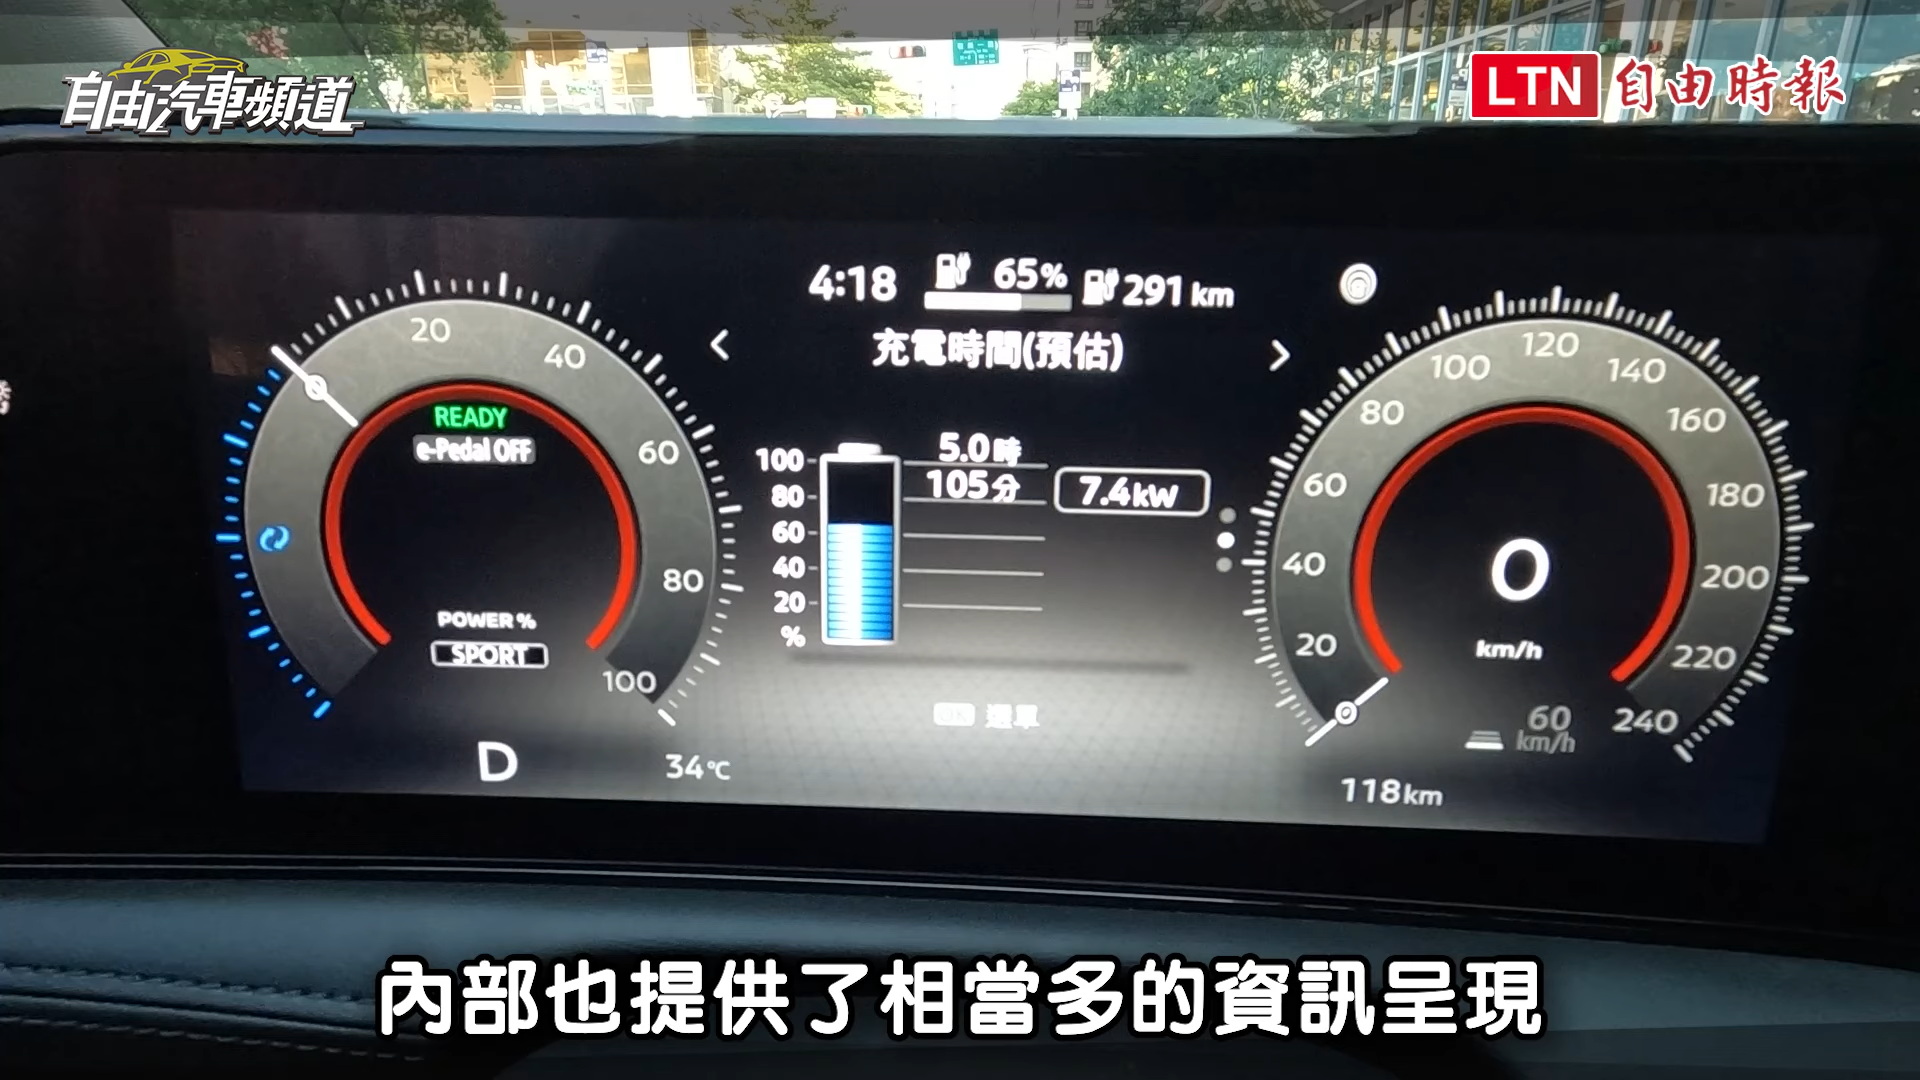 自由汽車頻道
LTN 自由時報
4:18 65% 291 km
充電時間(預估)
20
40
60
80
100
READY
e-Pedal OFF
POWER %
SPORT
D
34℃
100
80
60
40
20
%
5.0時
105分
7.4kW
OK 選單
20
40
60
80
100
120
140
160
180
200
220
240
0
km/h
60
km/h
118km
內部也提供了相當多的資訊呈現